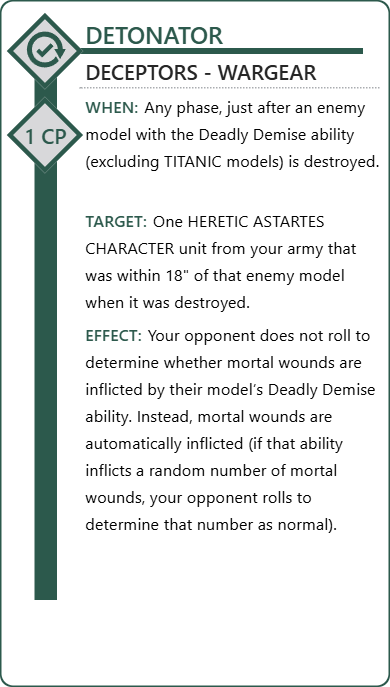 DETONATOR
DECEPTORS - WARGEAR
1 CP
WHEN: Any phase, just after an enemy
model with the Deadly Demise ability
(excluding TITANIC models) is destroyed.
TARGET: One HERETIC ASTARTES
CHARACTER unit from your army that
was within 18" of that enemy model
when it was destroyed.
EFFECT: Your opponent does not roll to
determine whether mortal wounds are
inflicted by their model’s Deadly Demise
ability. Instead, mortal wounds are
automatically inflicted (if that ability
inflicts a random number of mortal
wounds, your opponent rolls to
determine that number as normal).